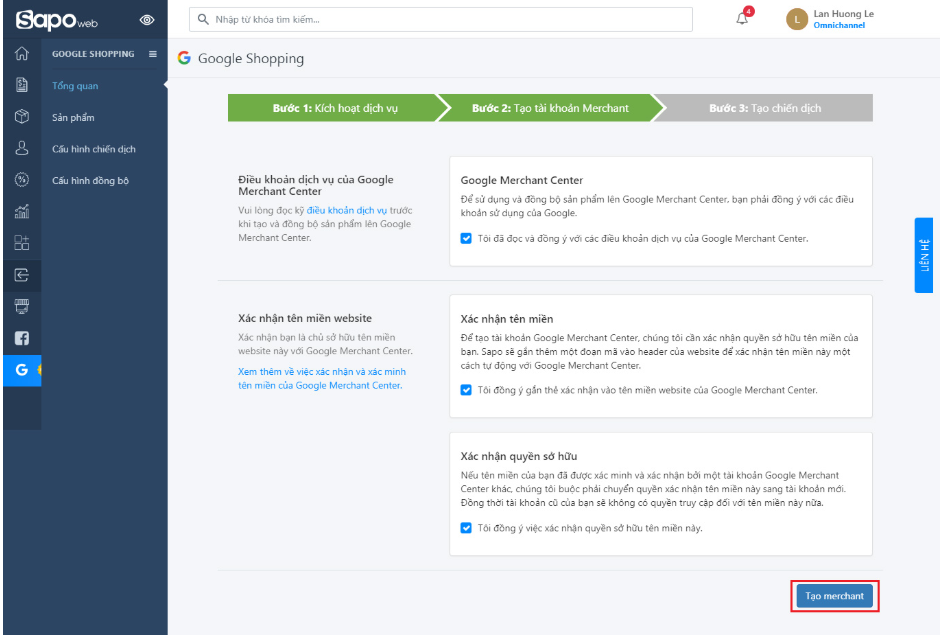 Sapo web
Nhập từ khóa tìm kiếm...
4
L
Lan Huong Le
Omnichannel
GOOGLE SHOPPING
Tổng quan
Sản phẩm
Cấu hình chiến dịch
Cấu hình đồng bộ
G
Google Shopping
Bước 1: Kích hoạt dịch vụ
Bước 2: Tạo tài khoản Merchant
Bước 3: Tạo chiến dịch
Điều khoản dịch vụ của Google
Merchant Center
Vui lòng đọc kỹ điều khoản dịch vụ trước
khi tạo và đồng bộ sản phẩm lên Google
Merchant Center.
Google Merchant Center
Để sử dụng và đồng bộ sản phẩm lên Google Merchant Center, bạn phải đồng ý với các điều
khoản sử dụng của Google.
Tôi đã đọc và đồng ý với các điều khoản dịch vụ của Google Merchant Center.
Xác nhận tên miền website
Xác nhận bạn là chủ sở hữu tên miền
website này với Google Merchant Center.
Xem thêm về việc xác nhận và xác minh
tên miền của Google Merchant Center.
Xác nhận tên miền
Để tạo tài khoản Google Merchant Center, chúng tôi cần xác nhận quyền sở hữu tên miền của
bạn. Sapo sẽ gắn thêm một đoạn mã vào header của website để xác nhận tên miền này một
cách tự động với Google Merchant Center.
Tôi đồng ý gắn thẻ xác nhận vào tên miền website của Google Merchant Center.
Xác nhận quyền sở hữu
Nếu tên miền của bạn đã được xác minh và xác nhận bởi một tài khoản Google Merchant
Center khác, chúng tôi buộc phải chuyển quyền xác nhận tên miền này sang tài khoản mới.
Đồng thời tài khoản cũ của bạn sẽ không có quyền truy cập đối với tên miền này nữa.
Tôi đồng ý việc xác nhận quyền sở hữu tên miền này.
Tạo merchant
LIÊN HỆ